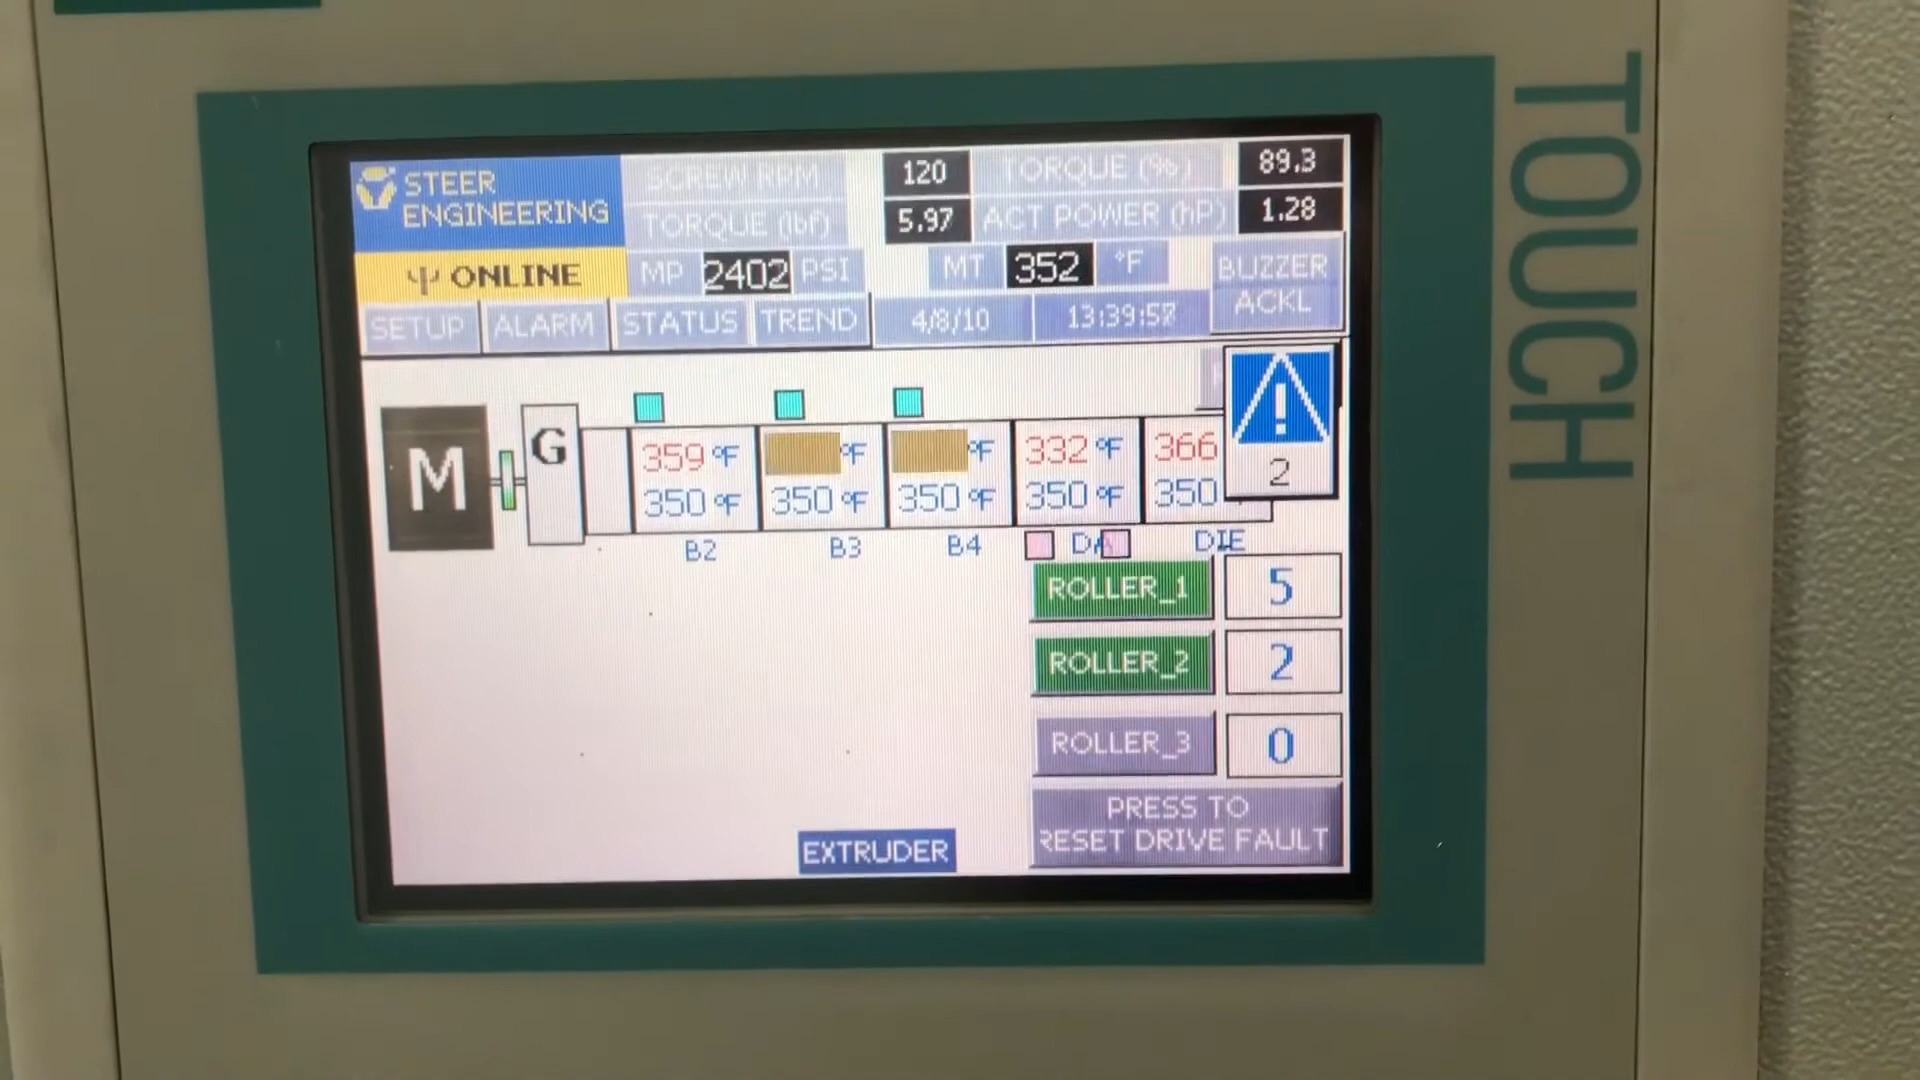 TOUCH
STEER
ENGINEERING
SCREW RPM 120 TORQUE (%) 89.3
TORQUE (lbf) 5.97 ACT POWER (hP) 1.28
ONLINE MP 2402 PSI MT 352 °F BUZZER
ACKL
SETUP ALARM STATUS TREND 4/8/10 13:39:57
M G
359 °F °F °F 332 °F 366
350 °F 350 °F 350 °F 350 °F 350
2
B2 B3 B4 DIE
ROLLER_1 5
ROLLER_2 2
ROLLER_3 0
PRESS TO
RESET DRIVE FAULT
EXTRUDER